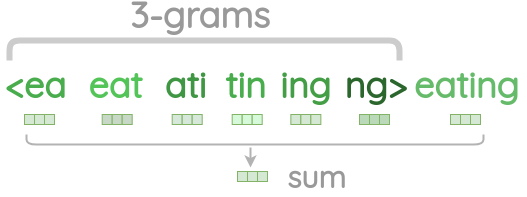 3-grams
<ea eat ati tin ing ng> eating
sum